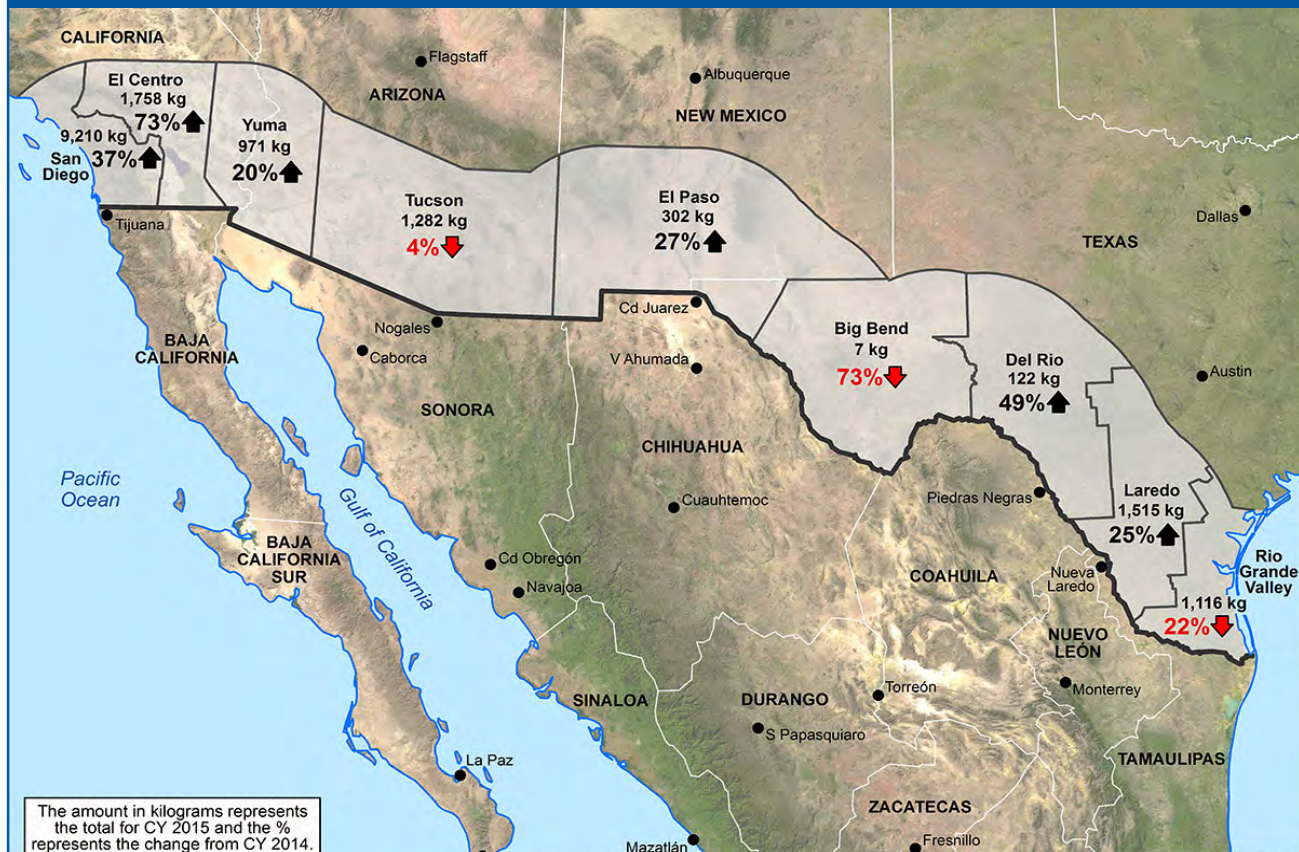 CALIFORNIA
Flagstaff
Albuquerque
ARIZONA
NEW MEXICO
El Centro
1,758 kg
73%
9,210 kg
37%
San
Diego
Yuma
971 kg
20%
Tucson
1,282 kg
4%
El Paso
302 kg
27%
Dallas
TEXAS
Tijuana
Nogales
Caborca
Cd Juarez
V Ahumada
Big Bend
7 kg
73%
Del Rio
122 kg
49%
Austin
BAJA
CALIFORNIA
SONORA
CHIHUAHUA
Pacific
Ocean
Gulf of California
Cuauhtemoc
Piedras Negras
Laredo
1,515 kg
25%
Rio
Grande
Valley
1,116 kg
22%
BAJA
CALIFORNIA
SUR
Cd Obregón
Navajoa
COAHUILA
Nueva
Laredo
NUEVO
LEÓN
Monterrey
SINALOA
DURANGO
Torreón
S Papasquiaro
TAMAULIPAS
La Paz
ZACATECAS
Mazatlán
Fresnillo
The amount in kilograms represents
the total for CY 2015 and the %
represents the change from CY 2014.